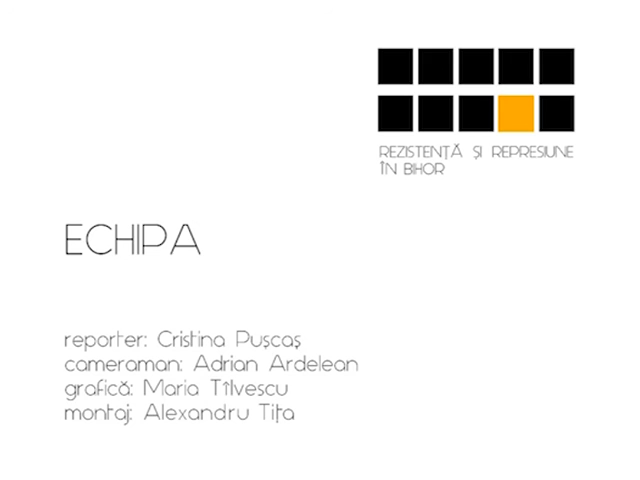 REZISTENȚĂ ȘI REPRESIUNE
ÎN BIHOR
ECHIPA
reporter: Cristina Pușcaș
cameraman: Adrian Ardelean
grafică: Maria Tîlvescu
montaj: Alexandru Tița